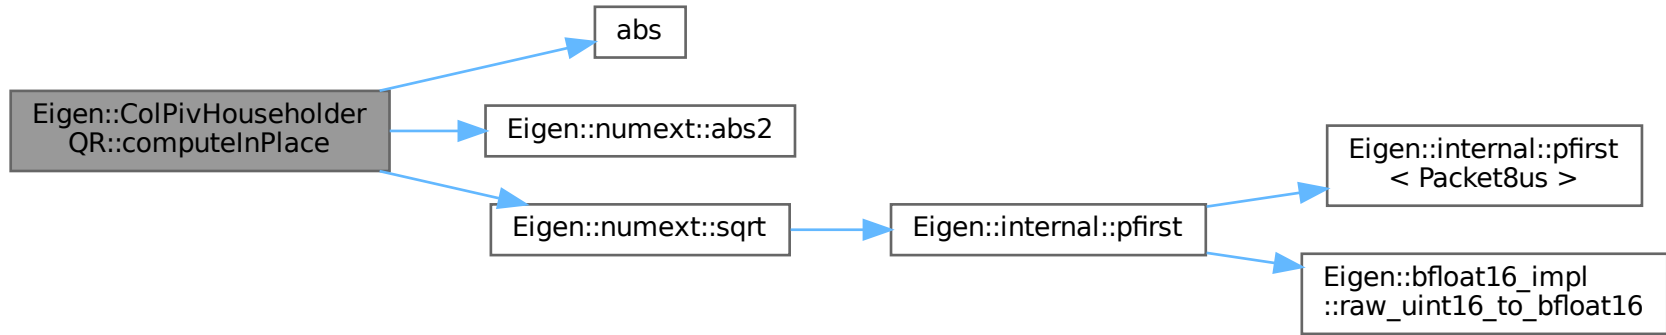 abs
Eigen::ColPivHouseholder
QR::computeInPlace
Eigen::numext::abs2
Eigen::numext::sqrt
Eigen::internal::pfirst
Eigen::internal::pfirst
< Packet8us >
Eigen::bfloat16_impl
::raw_uint16_to_bfloat16